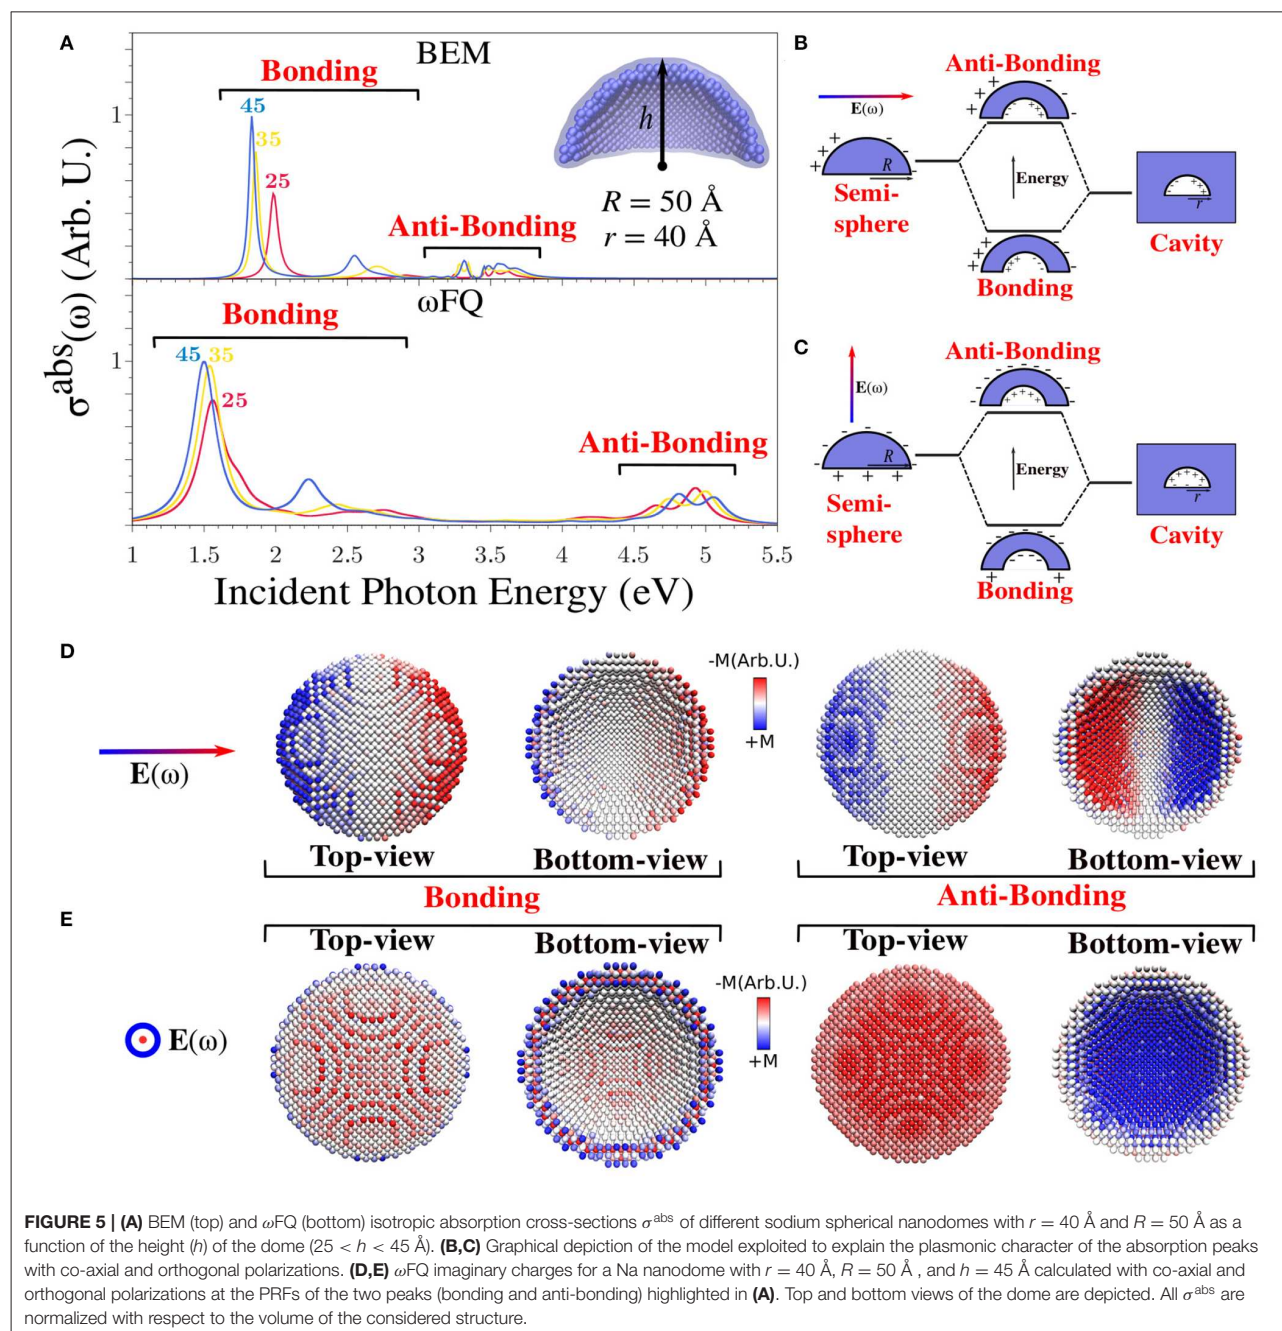 A
BEM
Bonding
45
35
25
1
h
R = 50 Å
r = 40 Å
Anti-Bonding
ωFQ
Bonding
45
35
25
1
Anti-Bonding
σabs(ω) (Arb. U.)
1 1.5 2 2.5 3 3.5 4 4.5 5 5.5
Incident Photon Energy (eV)
B
Anti-Bonding
E(ω)
R
Energy
r
Semi-
sphere
Cavity
Bonding
C
Anti-Bonding
E(ω)
R
Energy
r
Semi-
sphere
Cavity
Bonding
D
-M(Arb.U.)
+M
E(ω)
Top-view Bottom-view Top-view Bottom-view
Bonding Anti-Bonding
E
Top-view Bottom-view Top-view Bottom-view
-M(Arb.U.)
+M
E(ω)
FIGURE 5 | (A) BEM (top) and ωFQ (bottom) isotropic absorption cross-sections σabs of different sodium spherical nanodomes with r = 40 Å and R = 50 Å as a
function of the height (h) of the dome (25 < h < 45 Å). (B,C) Graphical depiction of the model exploited to explain the plasmonic character of the absorption peaks
with co-axial and orthogonal polarizations. (D,E) ωFQ imaginary charges for a Na nanodome with r = 40 Å, R = 50 Å , and h = 45 Å calculated with co-axial and
orthogonal polarizations at the PRFs of the two peaks (bonding and anti-bonding) highlighted in (A). Top and bottom views of the dome are depicted. All σabs are
normalized with respect to the volume of the considered structure.